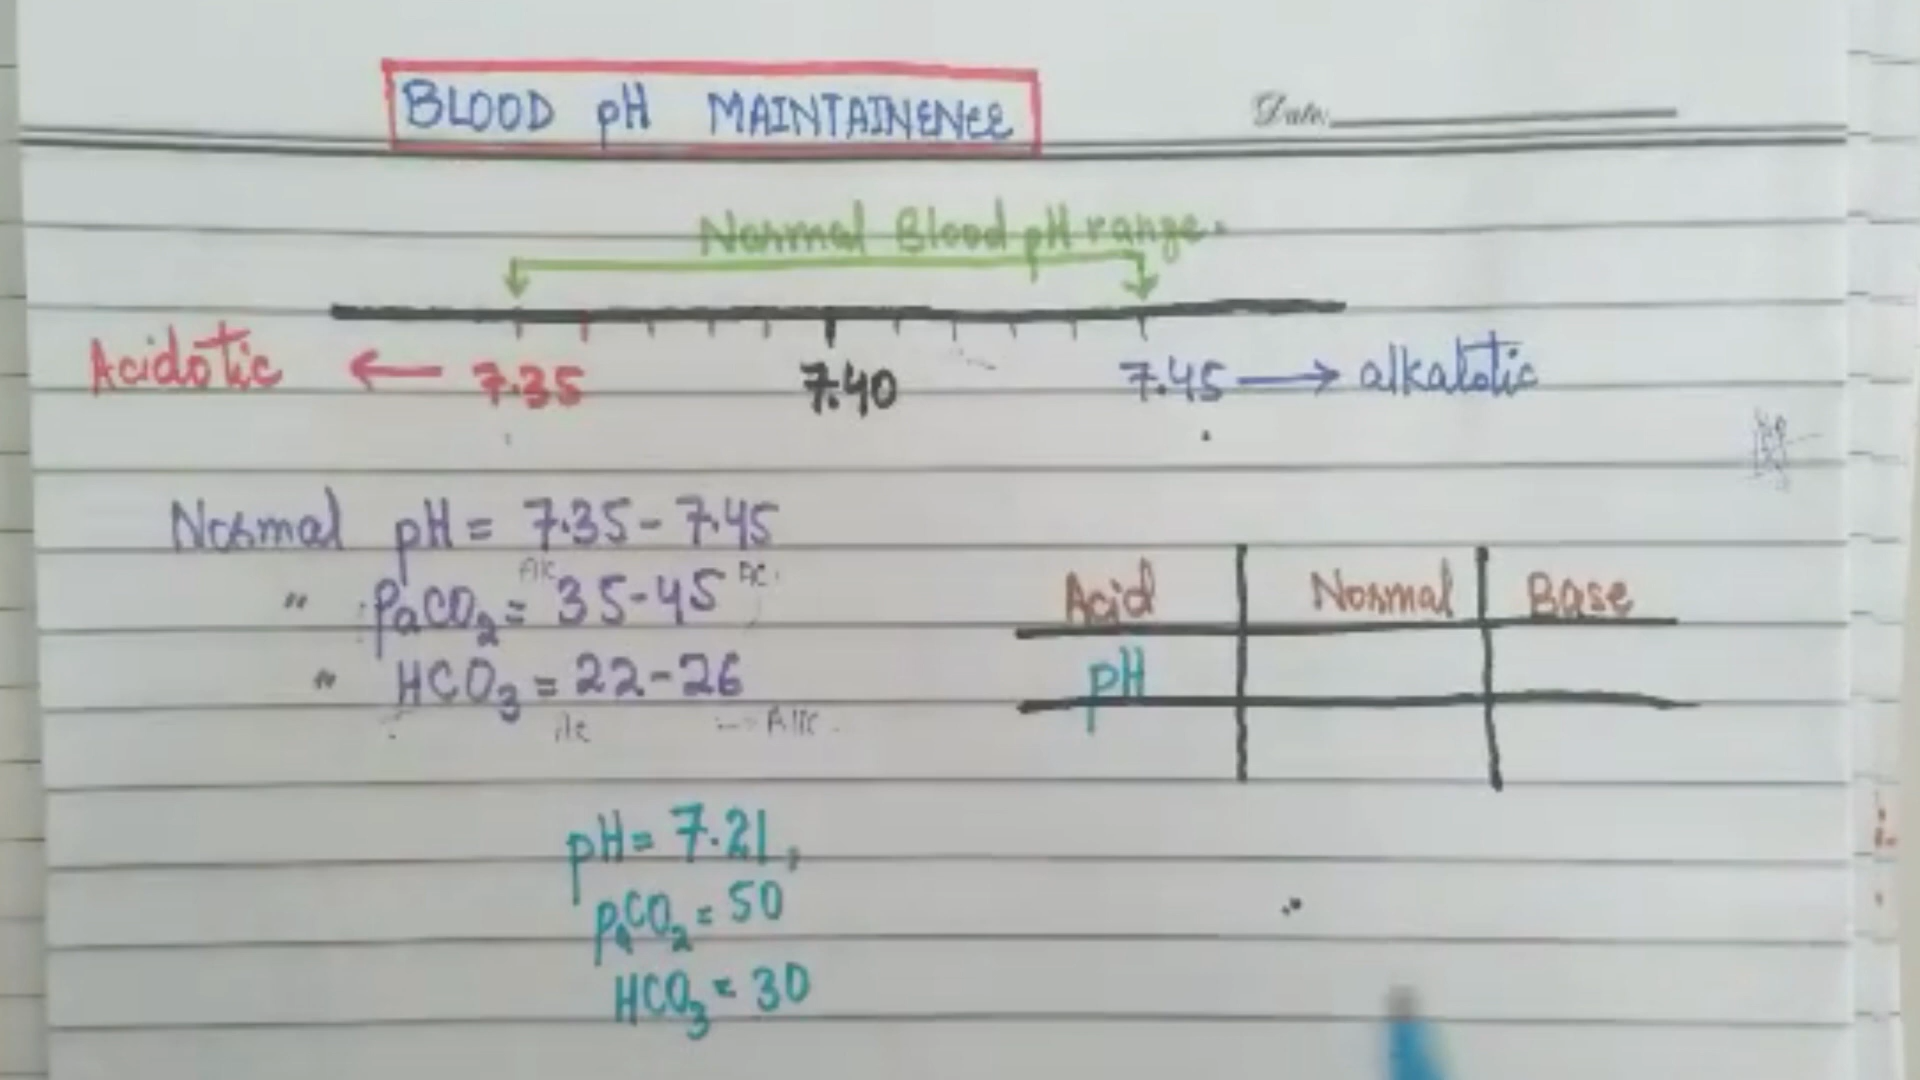 BLOOD pH MAINTAINENCE
Date
Normal Blood pH range.
Acidotic ← 7.35 7.40 7.45 → alkalotic
Normal pH = 7.35-7.45
" PaCO2 = 35-45
" HCO3 = 22-26
Acid Normal Base
pH
pH = 7.21,
PaCO2 = 50
HCO3 = 30